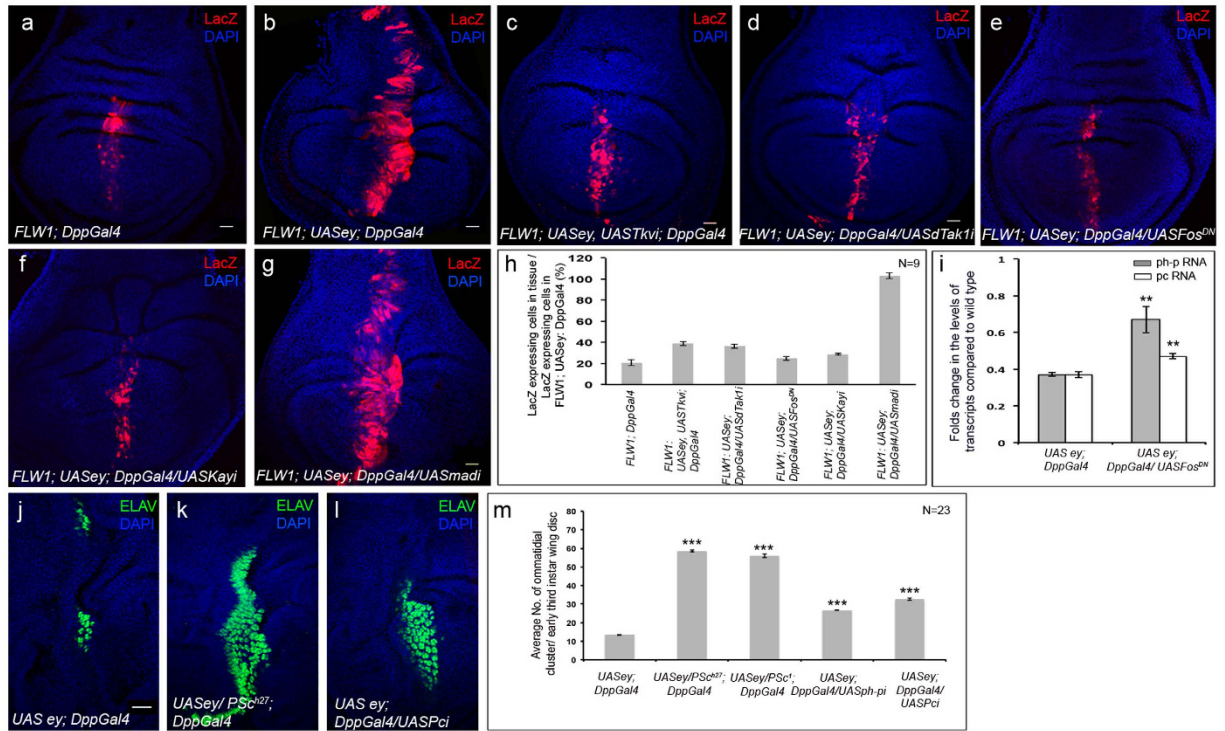 a
LacZ
DAPI
FLW1; DppGal4
b
LacZ
DAPI
FLW1; UASey; DppGal4
c
LacZ
DAPI
FLW1; UASey, UASTkvi; DppGal4
d
LacZ
DAPI
FLW1; UASey; DppGal4/UASdTak1i
e
LacZ
DAPI
FLW1; UASey; DppGal4/UASFos^DN
f
LacZ
DAPI
FLW1; UASey; DppGal4/UASKayi
g
LacZ
DAPI
FLW1; UASey; DppGal4/UASmadi
h
N=9
LacZ expressing cells in tissue /
LacZ expressing cells in
FLW1; UASey: DppGal4 (%)
120
100
80
60
40
20
0
FLW1; DppGal4
FLW1:
UASey, UASTkvi;
DppGal4
FLW1: UASey;
DppGal4/UASdTak1i
FLW1: UASey;
DppGal4/UASFos^DN
FLW1: UASey;
DppGal4/UASKayi
FLW1: UASey;
DppGal4/UASmadi
i
ph-p RNA
pc RNA
Folds change in the levels of
transcripts compared to wild type
1
0.8
0.6
0.4
0.2
0
**
**
UAS ey;
DppGal4
UAS ey;
DppGal4/ UASFos^DN
j
ELAV
DAPI
UAS ey; DppGal4
k
ELAV
DAPI
UASey/ PSc^h27;
DppGal4
l
ELAV
DAPI
UAS ey;
DppGal4/UASPci
m
N=23
Average No. of ommatidial
cluster/ early third instar wing disc
80
70
60
50
40
30
20
10
0
***
***
***
***
UASey;
DppGal4
UASey/PSc^h27;
DppGal4
UASey/PSc^1;
DppGal4
UASey;
DppGal4/UASph-pi
UASey;
DppGal4/
UASPci